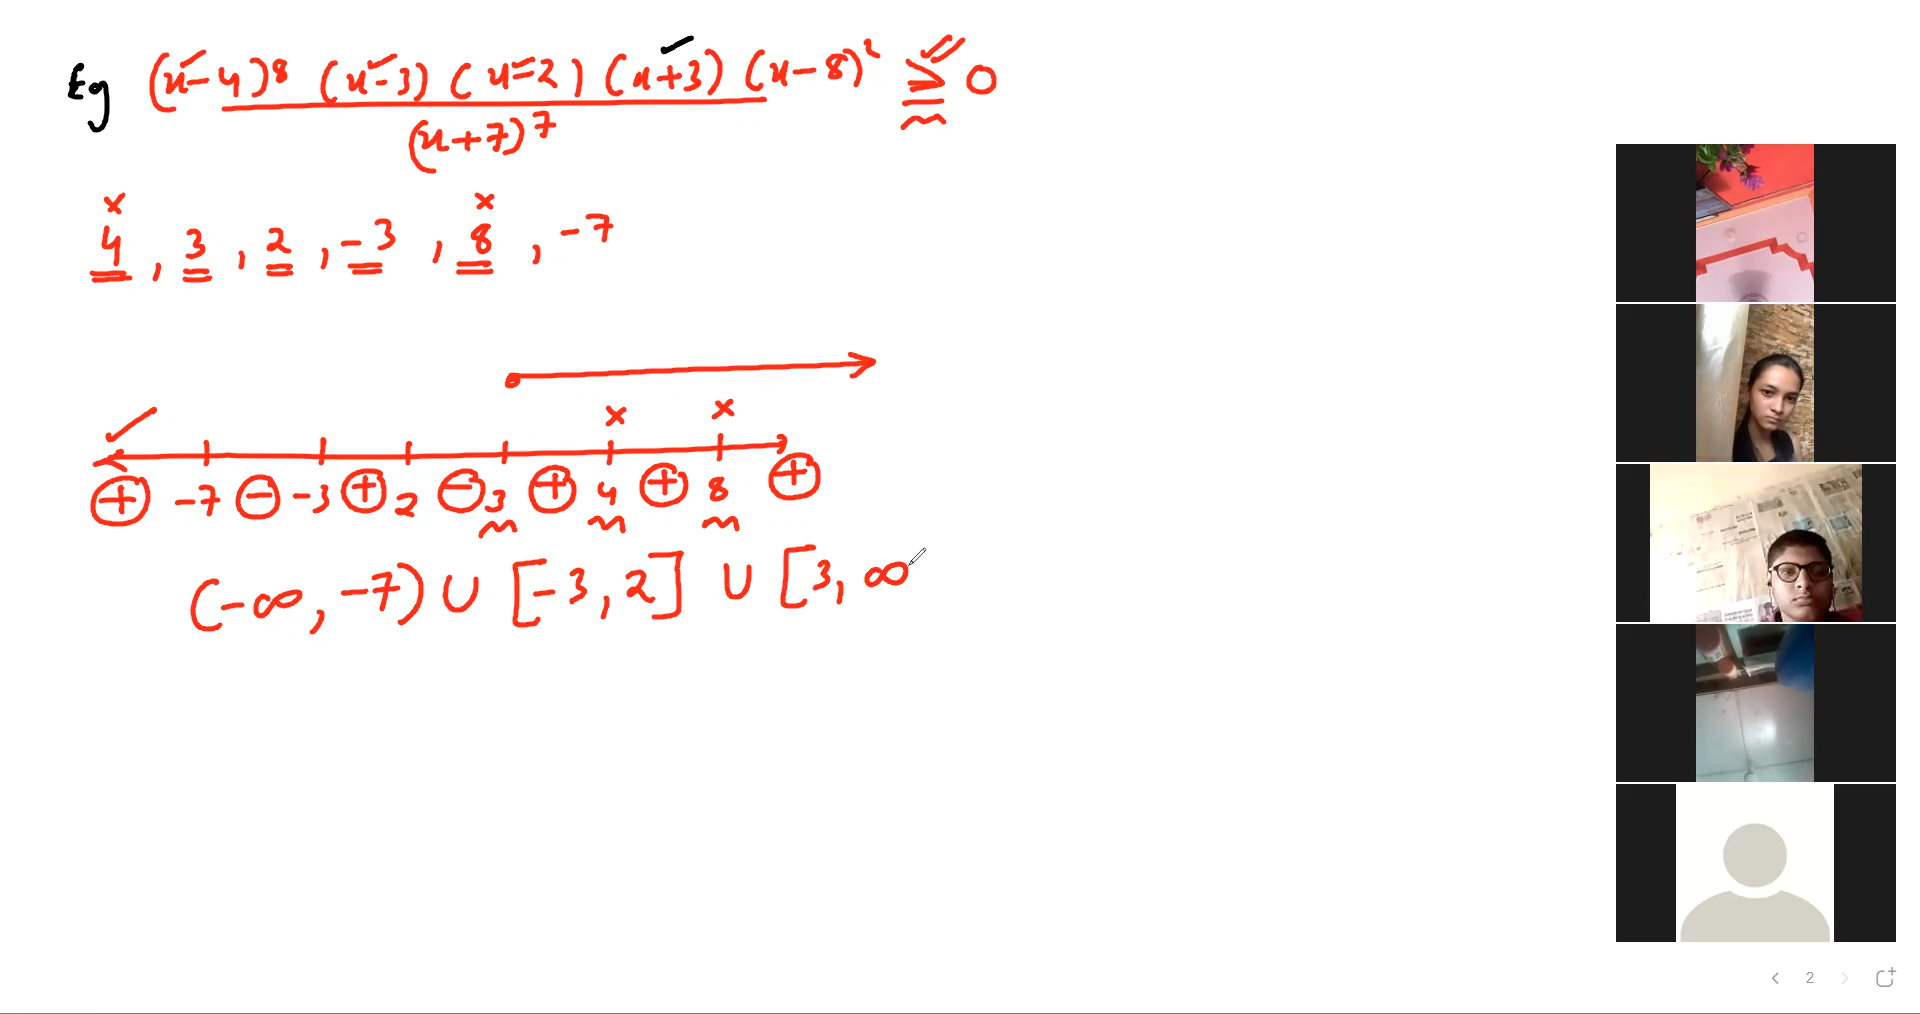 Eg (x-4)^8 (x-3) (x-2) (x+3) (x-8)^2 ≥ 0
(x+7)^7
x x
4 , 3 , 2 , -3 , 8 , -7
x x
+ -7 - -3 + 2 - 3 + 4 + 8 +
(-∞, -7) ∪ [-3, 2] ∪ [3, ∞
2